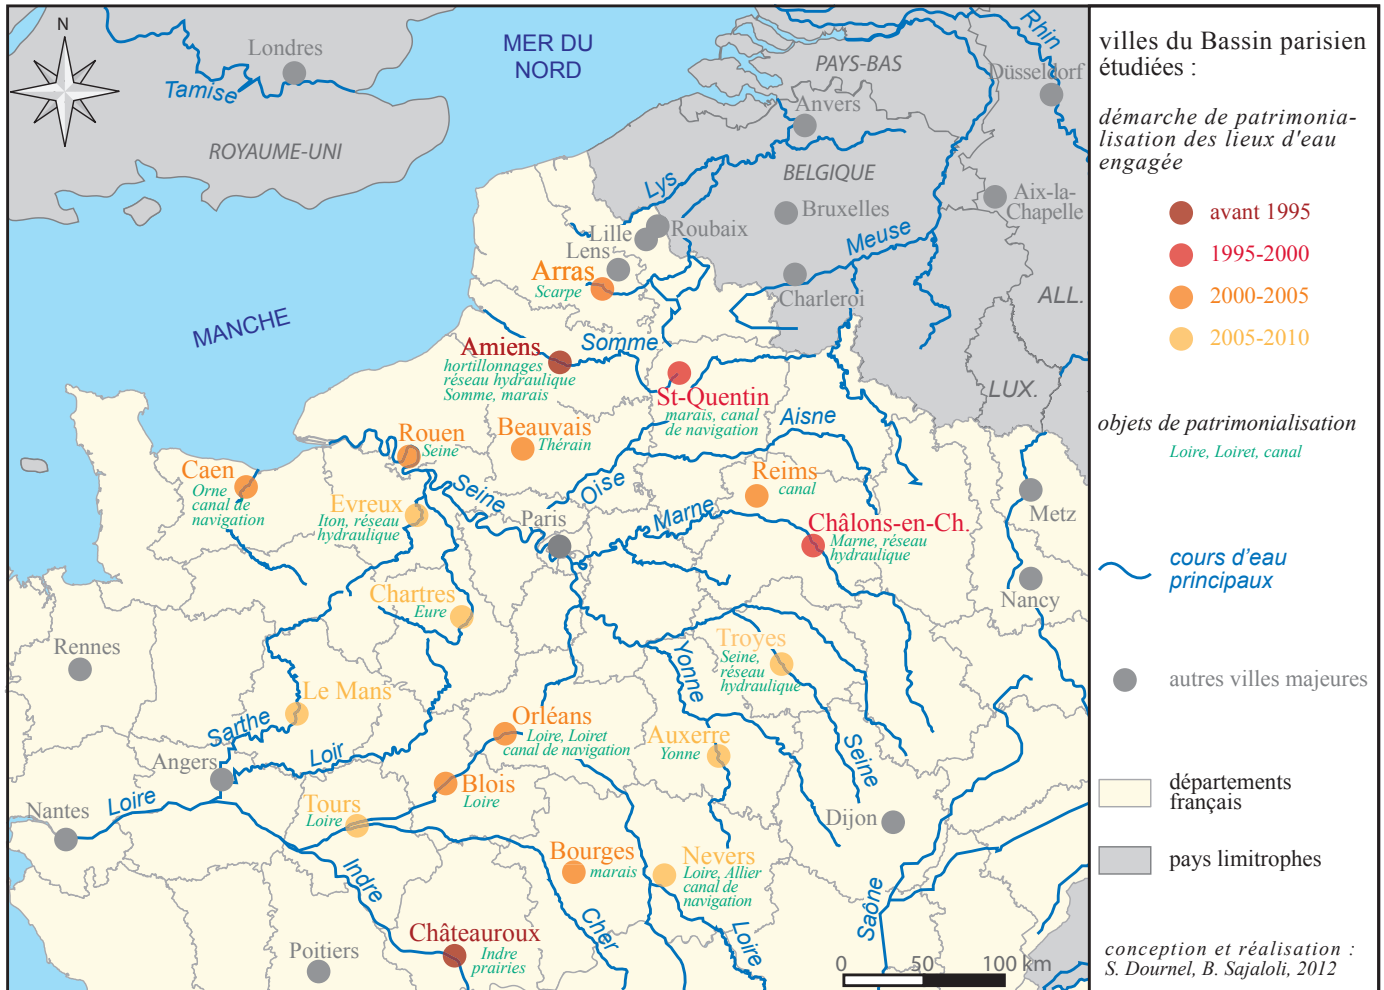 N
Londres
Tamise
ROYAUME-UNI
MER DU
NORD
PAYS-BAS
Rhin
Düsseldorf
Anvers
Lys
BELGIQUE
Bruxelles
Aix-la-
Chapelle
Meuse
Lille
Roubaix
Lens
Arras
Scarpe
Charleroi
ALL.
LUX.
MANCHE
Amiens
hortillonnages
réseau hydraulique
Somme, marais
Somme
St-Quentin
marais, canal
de navigation
Aisne
Beauvais
Thérain
Rouen
Seine
Caen
Orne
canal de
navigation
Evreux
Iton, réseau
hydraulique
Seine
Oise
Paris
Marne
Reims
canal
Châlons-en-Ch.
Marne, réseau
hydraulique
Metz
Nancy
Chartres
Eure
Rennes
Le Mans
Sarthe
Yonne
Troyes
Seine,
réseau
hydraulique
Orléans
Loire, Loiret
canal de navigation
Auxerre
Yonne
Seine
Angers
Loir
Blois
Loire
Nantes
Loire
Tours
Loire
Dijon
Indre
Bourges
marais
Nevers
Loire, Allier
canal de
navigation
Cher
Loire
Saône
Châteauroux
Indre
prairies
Poitiers
0 50 100 km
villes du Bassin parisien
étudiées :
démarche de patrimonia-
lisation des lieux d'eau
engagée
avant 1995
1995-2000
2000-2005
2005-2010
objets de patrimonialisation
Loire, Loiret, canal
cours d'eau
principaux
autres villes majeures
départements
français
pays limitrophes
conception et réalisation :
S. Dournel, B. Sajaloli, 2012